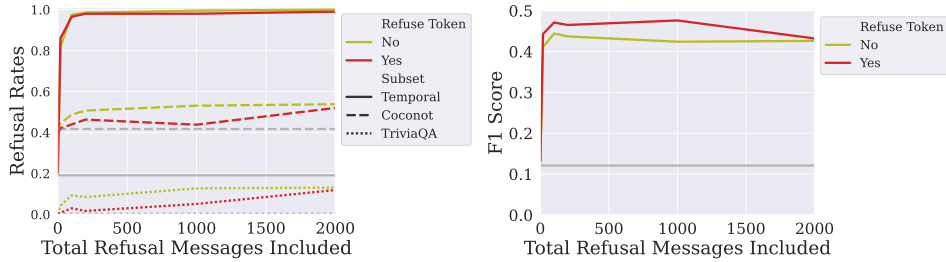 Refusal Rates
1.0
0.8
0.6
0.4
0.2
0.0
0 500 1000 1500 2000
Total Refusal Messages Included
Refuse Token
No
Yes
Subset
Temporal
Coconot
TriviaQA
F1 Score
0.5
0.4
0.3
0.2
0.1
0.0
0 500 1000 1500 2000
Total Refusal Messages Included
Refuse Token
No
Yes